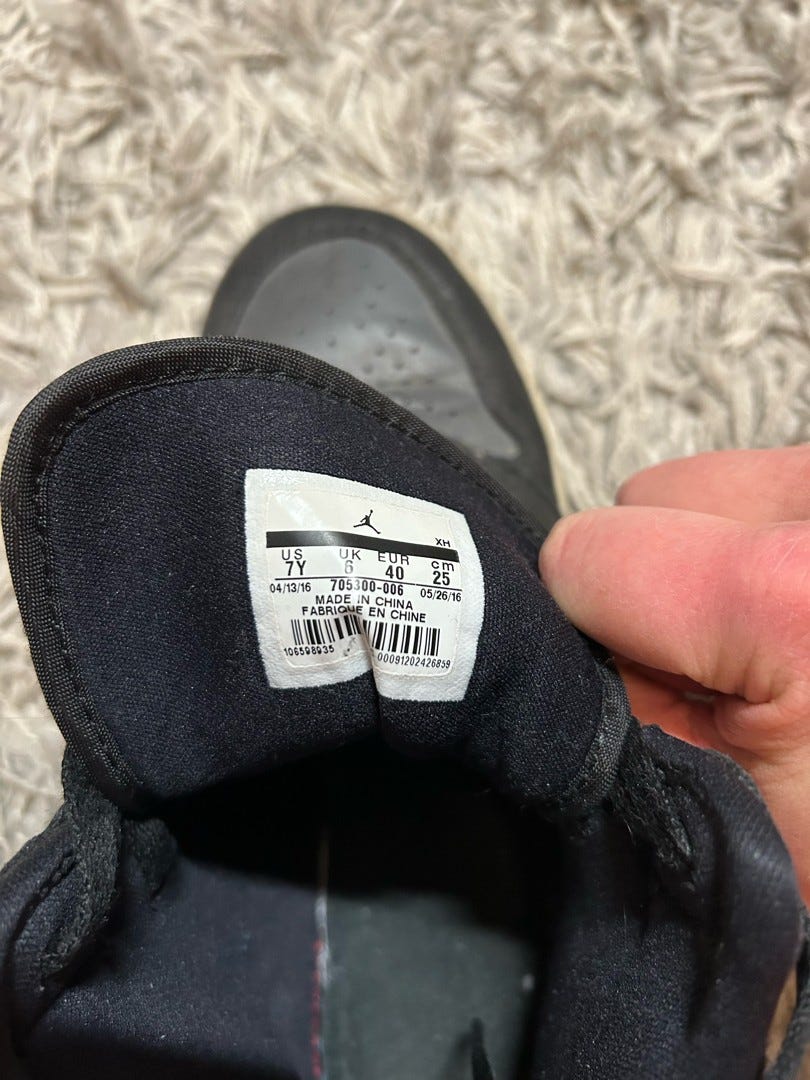 XH
US UK EUR cm
7Y 6 40 25
04/13/16 705300-006 05/26/16
MADE IN CHINA
FABRIQUE EN CHINE
106598935 00091202426859